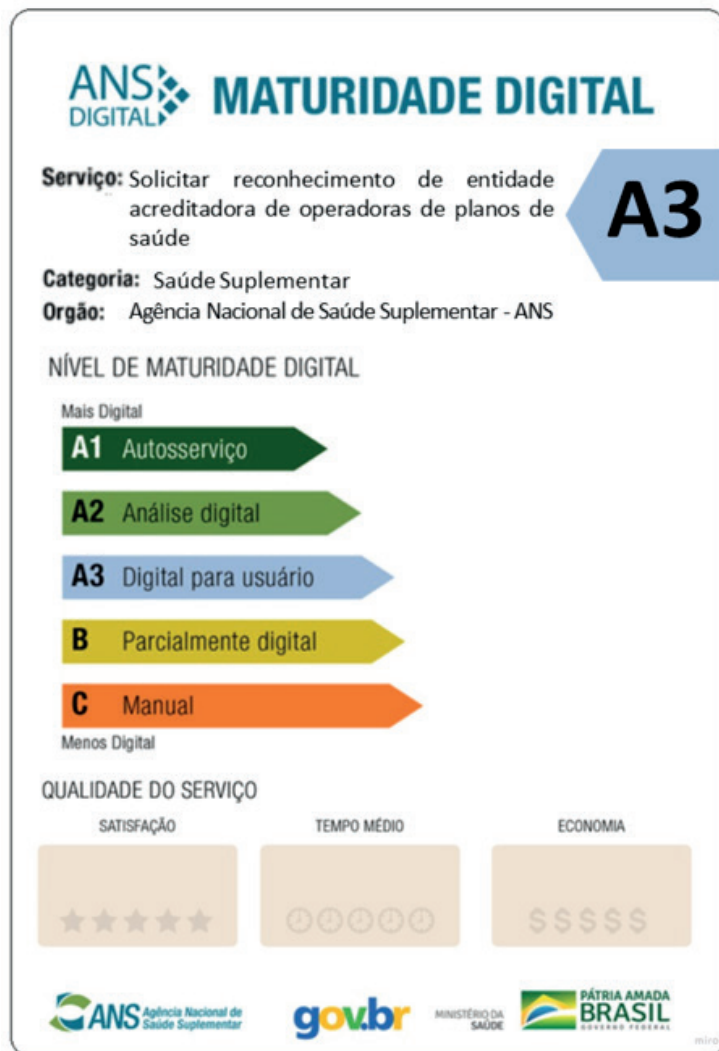 ANS
DIGITAL
MATURIDADE DIGITAL
Serviço: Solicitar reconhecimento de entidade
acreditadora de operadoras de planos de
saúde
A3
Categoria: Saúde Suplementar
Orgão: Agência Nacional de Saúde Suplementar - ANS
NÍVEL DE MATURIDADE DIGITAL
Mais Digital
A1 Autosserviço
A2 Análise digital
A3 Digital para usuário
B Parcialmente digital
C Manual
Menos Digital
QUALIDADE DO SERVIÇO
SATISFAÇÃO TEMPO MÉDIO ECONOMIA
$$$$$
ANS Agência Nacional de
Saúde Suplementar
gov.br
MINISTÉRIO DA
SAÚDE
PÁTRIA AMADA
BRASIL
GOVERNO FEDERAL
miro